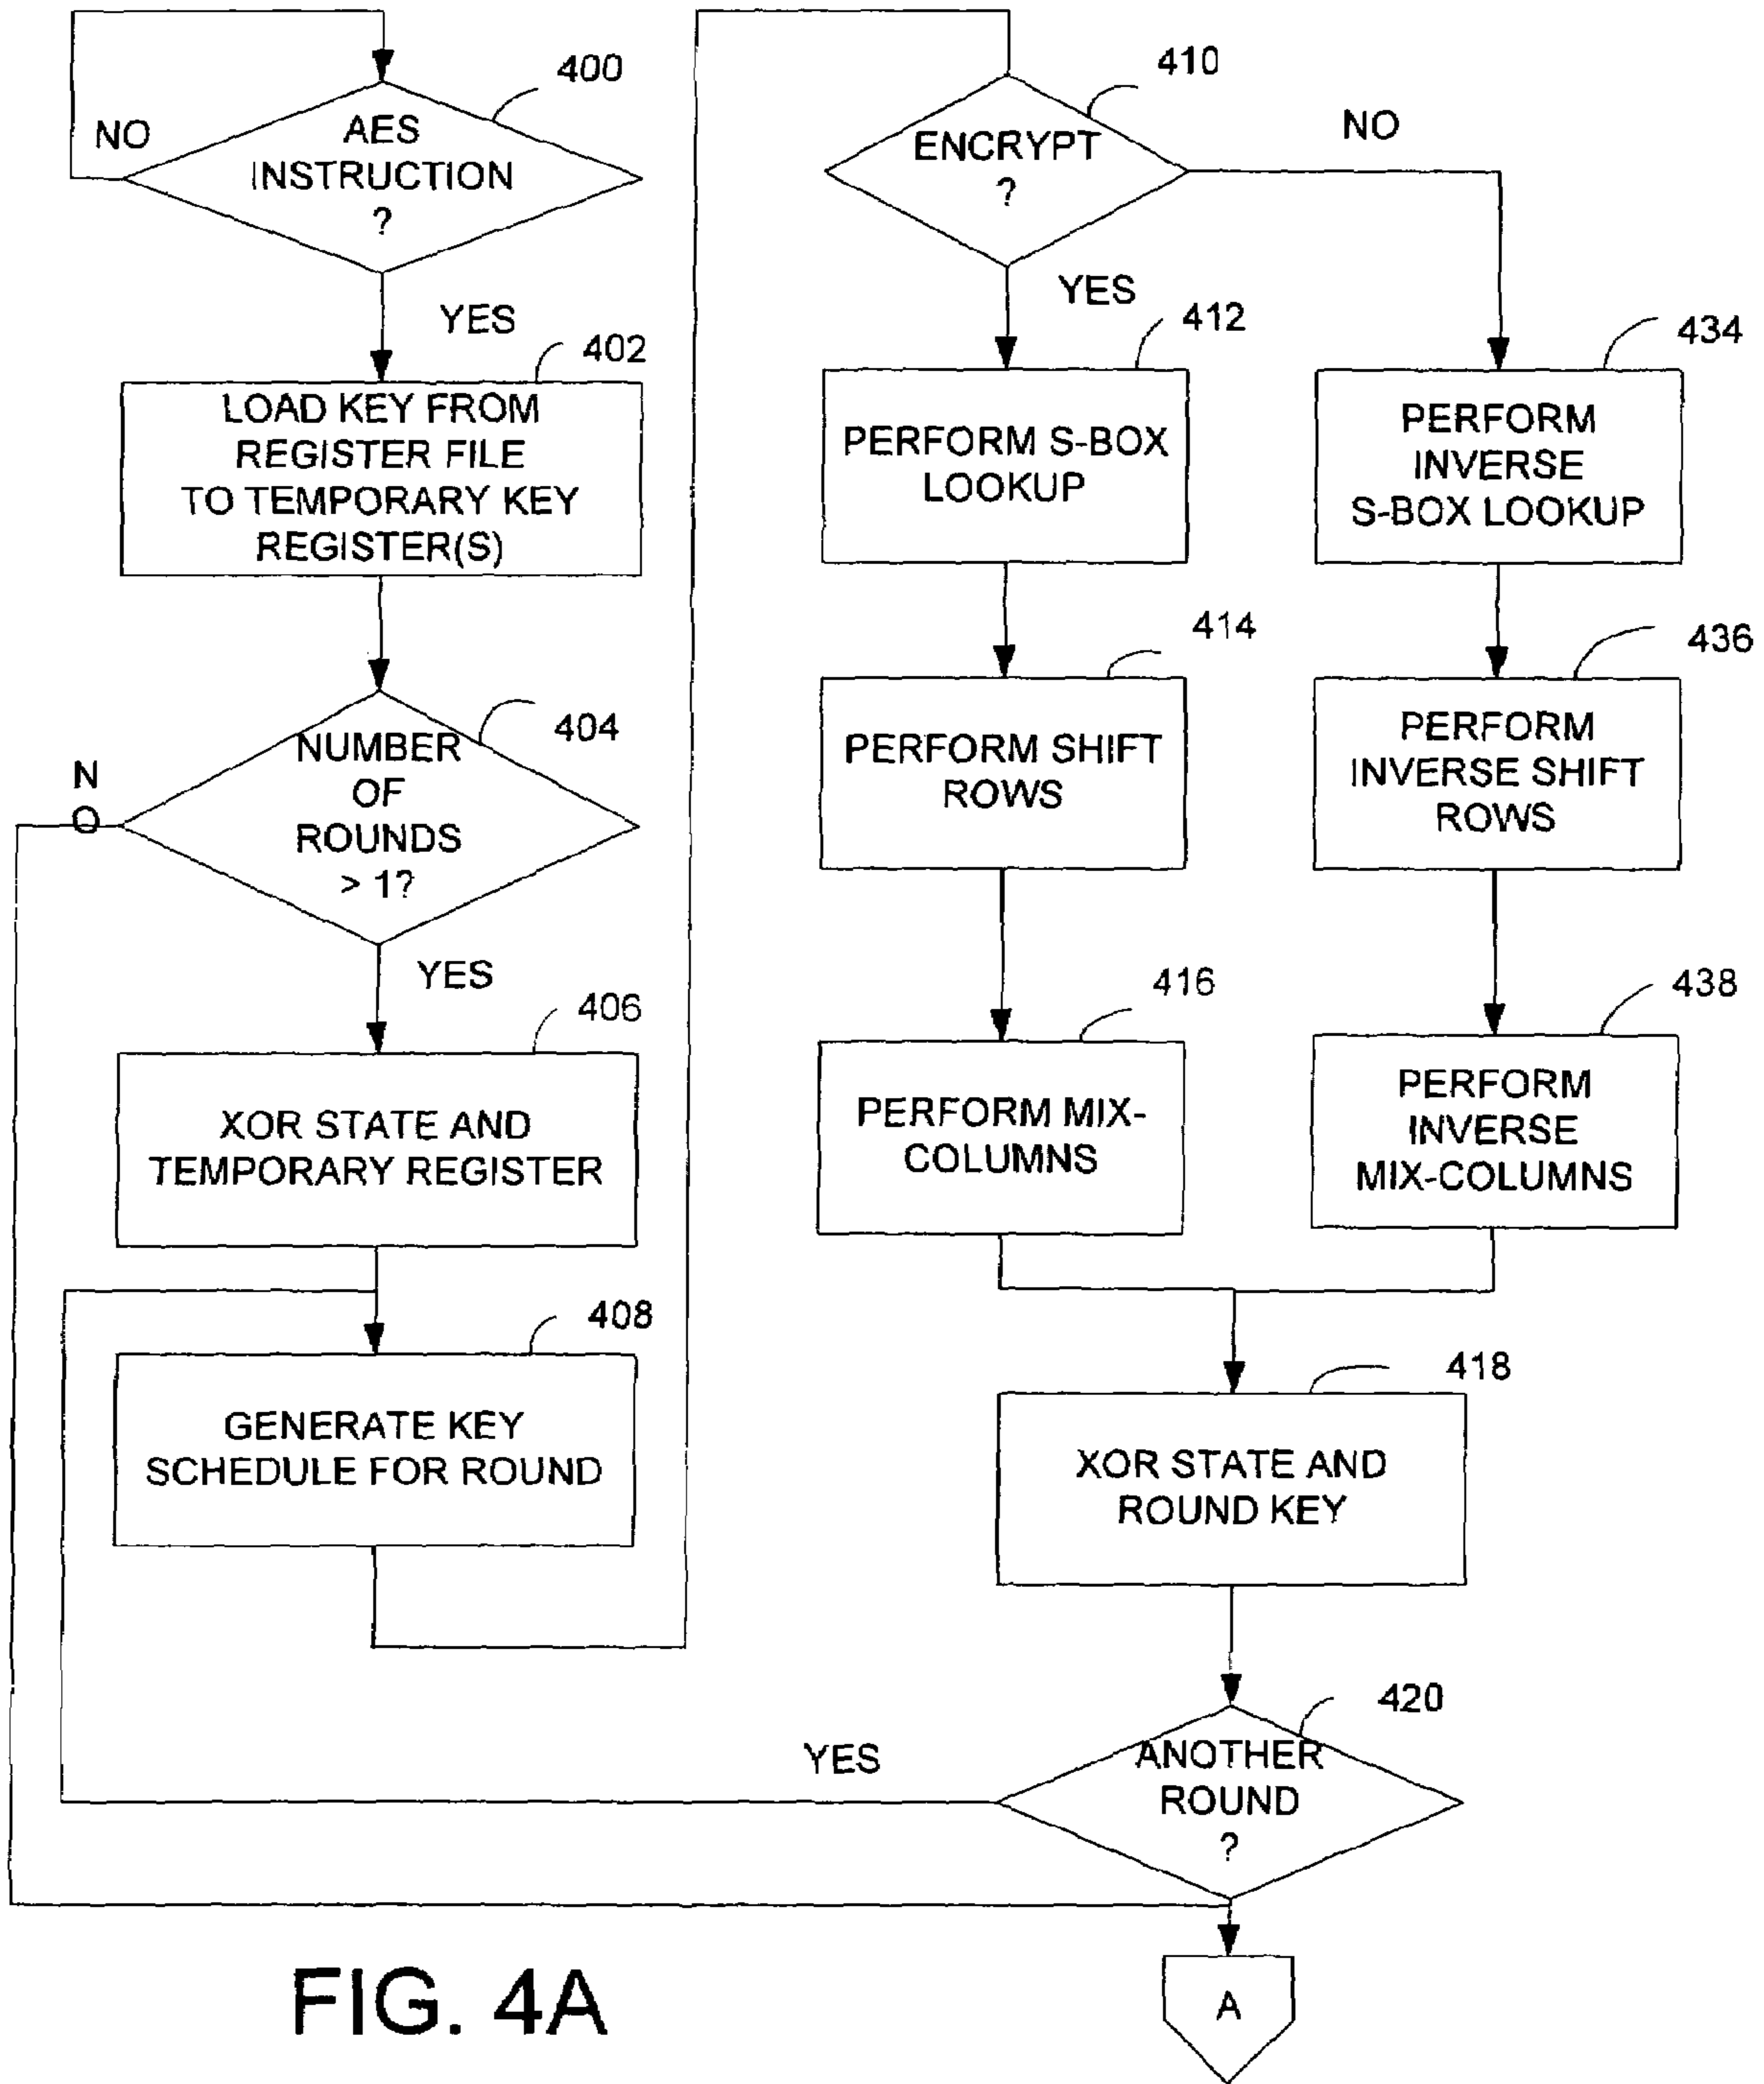 400
NO
AES
INSTRUCTION
?
YES
402
LOAD KEY FROM
REGISTER FILE
TO TEMPORARY KEY
REGISTER(S)
404
N
O
NUMBER
OF
ROUNDS
> 1?
YES
406
XOR STATE AND
TEMPORARY REGISTER
408
GENERATE KEY
SCHEDULE FOR ROUND
410
ENCRYPT
?
NO
YES
412
PERFORM S-BOX
LOOKUP
414
PERFORM SHIFT
ROWS
416
PERFORM MIX-
COLUMNS
434
PERFORM
INVERSE
S-BOX LOOKUP
436
PERFORM
INVERSE SHIFT
ROWS
438
PERFORM
INVERSE
MIX-COLUMNS
418
XOR STATE AND
ROUND KEY
420
YES
ANOTHER
ROUND
?
A
FIG. 4A